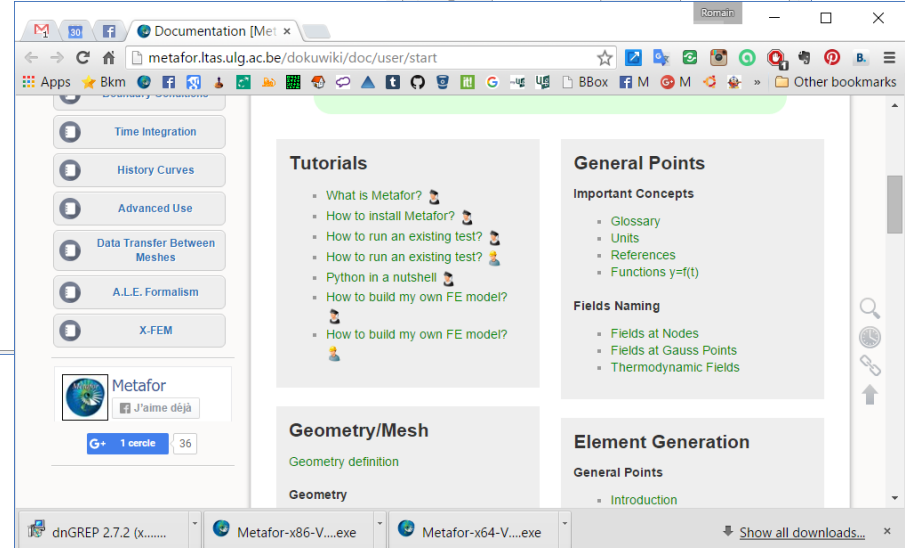 Romain
Documentation [Met
metafor.ltas.ulg.ac.be/dokuwiki/doc/user/start
Apps Bkm BBox M M » Other bookmarks
Boundary Conditions
Time Integration
History Curves
Advanced Use
Data Transfer Between
Meshes
A.L.E. Formalism
X-FEM
Metafor
J'aime déjà
G+ 1 cercle 36
Tutorials
What is Metafor?
How to install Metafor?
How to run an existing test?
How to run an existing test?
Python in a nutshell
How to build my own FE model?
How to build my own FE model?
Geometry/Mesh
Geometry definition
Geometry
General Points
Important Concepts
Glossary
Units
References
Functions y=f(t)
Fields Naming
Fields at Nodes
Fields at Gauss Points
Thermodynamic Fields
Element Generation
General Points
Introduction
dnGREP 2.7.2 (x.......
Metafor-x86-V....exe
Metafor-x64-V....exe
Show all downloads...